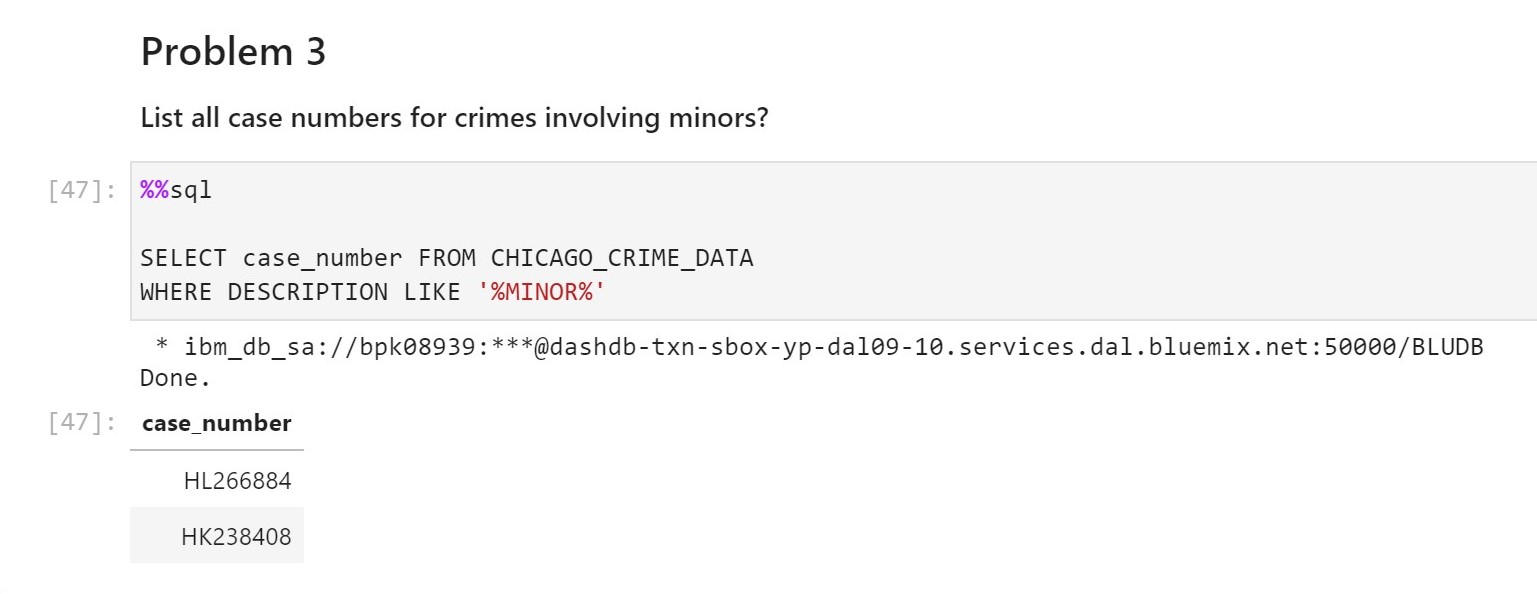 Problem 3
List all case numbers for crimes involving minors?
[47]: %%sql
SELECT case_number FROM CHICAGO_CRIME_DATA
WHERE DESCRIPTION LIKE '%MINOR%'
* ibm_db_sa://bpk08939:***@dashdb-txn-sbox-yp-dal09-10.services.dal.bluemix.net:50000/BLUDB
Done.
[47]: case_number
HL266884
HK238408